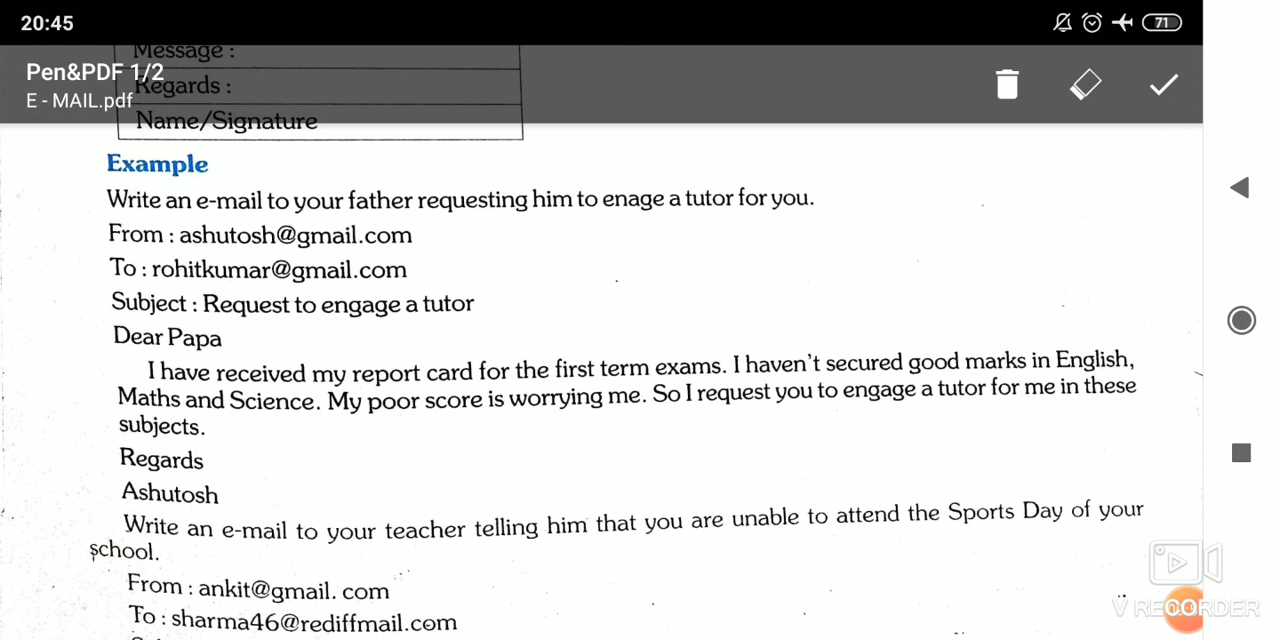 20:45
71
Message :
Pen&PDF 1/2
Regards :
E - MAIL.pdf
Name/Signature
Example
Write an e-mail to your father requesting him to enage a tutor for you.
From : ashutosh@gmail.com
To : rohitkumar@gmail.com
Subject : Request to engage a tutor
Dear Papa
I have received my report card for the first term exams. I haven't secured good marks in English,
Maths and Science. My poor score is worrying me. So I request you to engage a tutor for me in these
subjects.
Regards
Ashutosh
Write an e-mail to your teacher telling him that you are unable to attend the Sports Day of your
school.
From : ankit@gmail. com
To : sharma46@rediffmail.com
V RECORDER